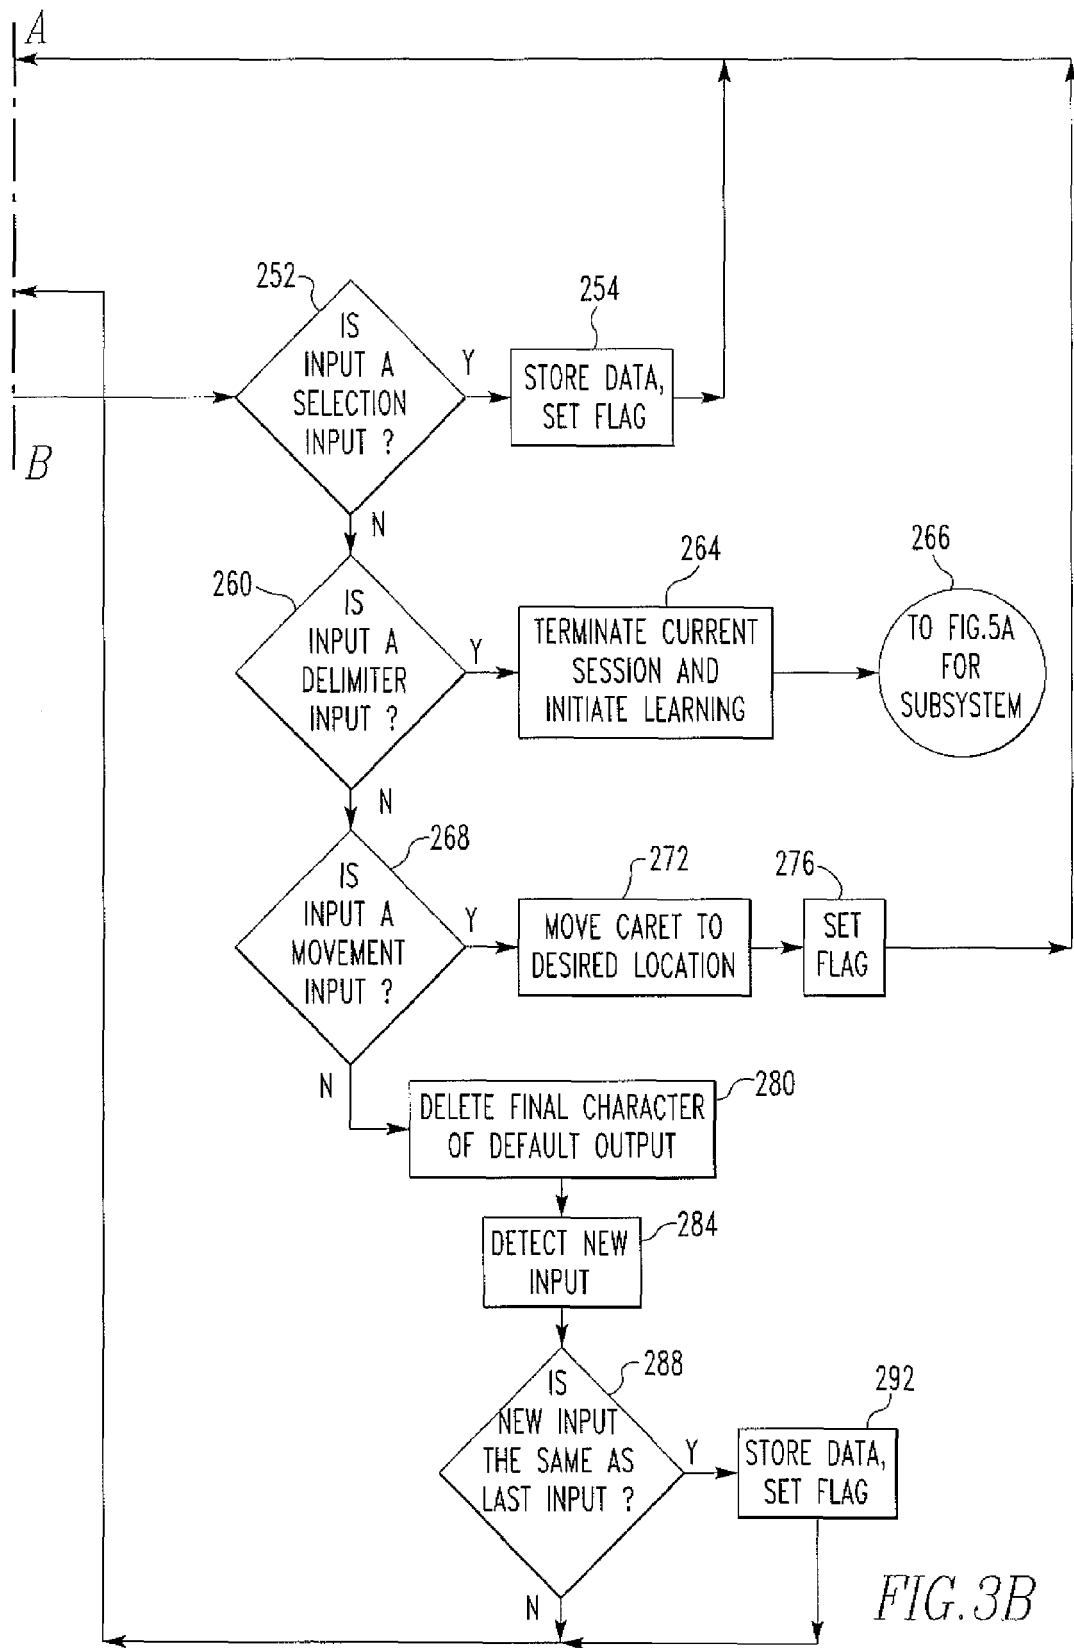 A
B
252
IS
INPUT A
SELECTION
INPUT ?
Y
254
STORE DATA,
SET FLAG
N
260
IS
INPUT A
DELIMITER
INPUT ?
Y
264
TERMINATE CURRENT
SESSION AND
INITIATE LEARNING
266
TO FIG.5A
FOR
SUBSYSTEM
N
268
IS
INPUT A
MOVEMENT
INPUT ?
Y
272
MOVE CARET TO
DESIRED LOCATION
276
SET
FLAG
N
280
DELETE FINAL CHARACTER
OF DEFAULT OUTPUT
284
DETECT NEW
INPUT
288
IS
NEW INPUT
THE SAME AS
LAST INPUT ?
Y
292
STORE DATA,
SET FLAG
N
FIG.3B